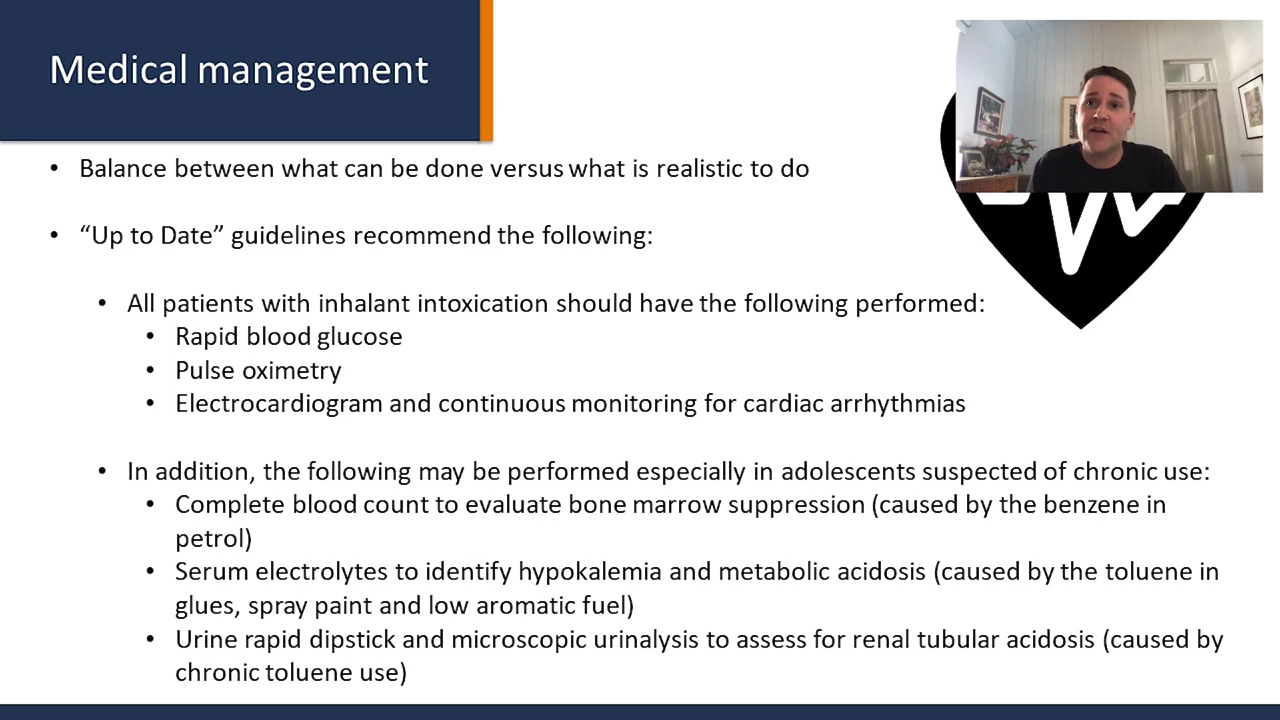 Medical management
• Balance between what can be done versus what is realistic to do
• “Up to Date” guidelines recommend the following:
• All patients with inhalant intoxication should have the following performed:
• Rapid blood glucose
• Pulse oximetry
• Electrocardiogram and continuous monitoring for cardiac arrhythmias
• In addition, the following may be performed especially in adolescents suspected of chronic use:
• Complete blood count to evaluate bone marrow suppression (caused by the benzene in
petrol)
• Serum electrolytes to identify hypokalemia and metabolic acidosis (caused by the toluene in
glues, spray paint and low aromatic fuel)
• Urine rapid dipstick and microscopic urinalysis to assess for renal tubular acidosis (caused by
chronic toluene use)